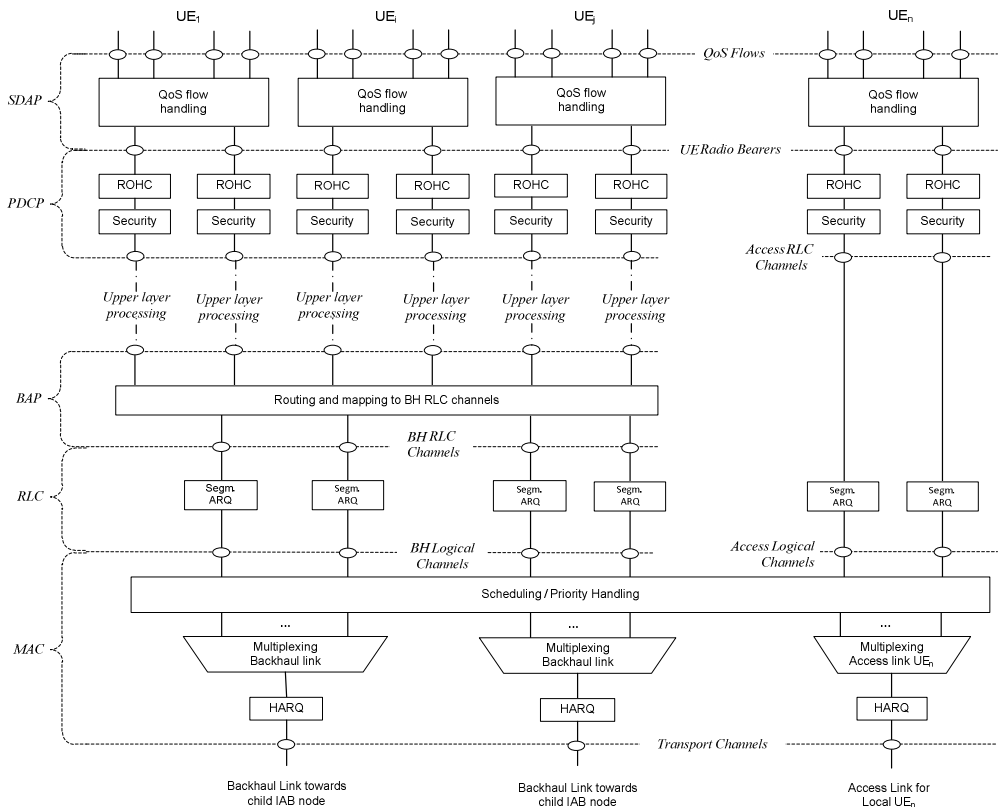 UE1 UEi UEj UEn
QoS Flows
QoS flow
handling
QoS flow
handling
QoS flow
handling
QoS flow
handling
SDAP
UE Radio Bearers
ROHC ROHC ROHC ROHC ROHC ROHC ROHC ROHC
PDCP
Security Security Security Security Security Security Security Security
Access RLC
Channels
Upper layer
processing
Upper layer
processing
Upper layer
processing
Upper layer
processing
Upper layer
processing
Upper layer
processing
BAP
Routing and mapping to BH RLC channels
BH RLC
Channels
RLC
Segm.
ARQ
Segm.
ARQ
Segm.
ARQ
Segm.
ARQ
Segm.
ARQ
Segm.
ARQ
BH Logical
Channels
Access Logical
Channels
Scheduling / Priority Handling
... ... ...
MAC
Multiplexing
Backhaul link
Multiplexing
Backhaul link
Multiplexing
Access link UEn
HARQ HARQ HARQ
Transport Channels
Backhaul Link towards
child IAB node
Backhaul Link towards
child IAB node
Access Link for
Local UEn